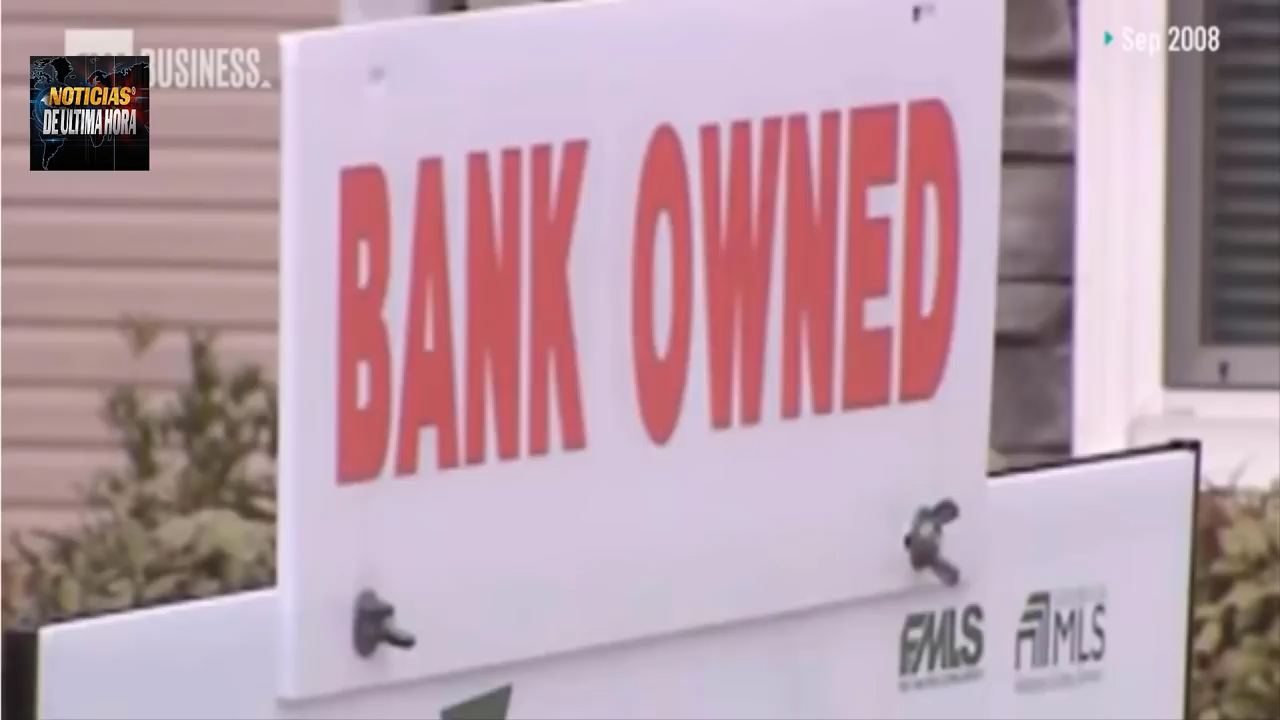 BUSINESS.
Sep 2008
NOTICIAS
DE ULTIMA HORA
BANK OWNED
FMLS
MLS